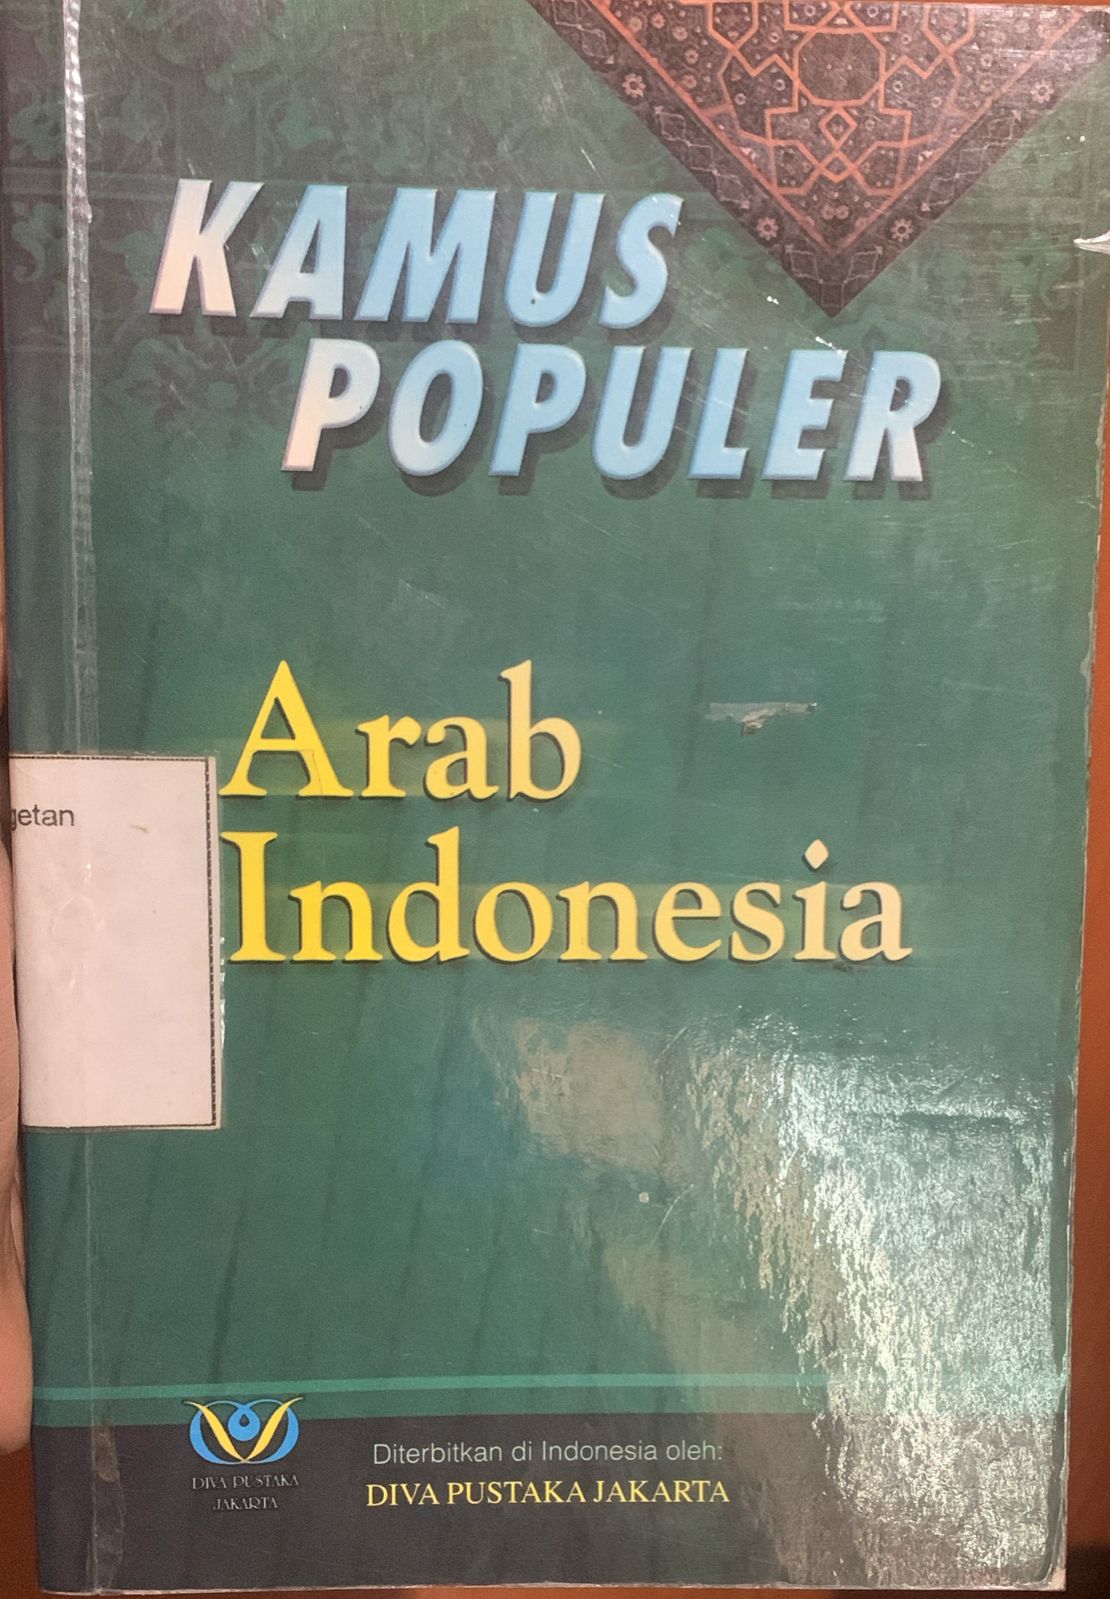 KAMUS
POPULER
Arab
Indonesia
getan
DIVA PUSTAKA
JAKARTA
Diterbitkan di Indonesia oleh:
DIVA PUSTAKA JAKARTA